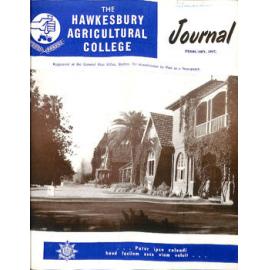 THE
HAWKESBURY
AGRICULTURAL
COLLEGE
Journal
FEBRUARY, 1957.
Registered at the General Post Office, Sydney, for transmission by Post as a Newspaper.
. . . Pater ipse colendi
haud facilem esse viam voluit . . .